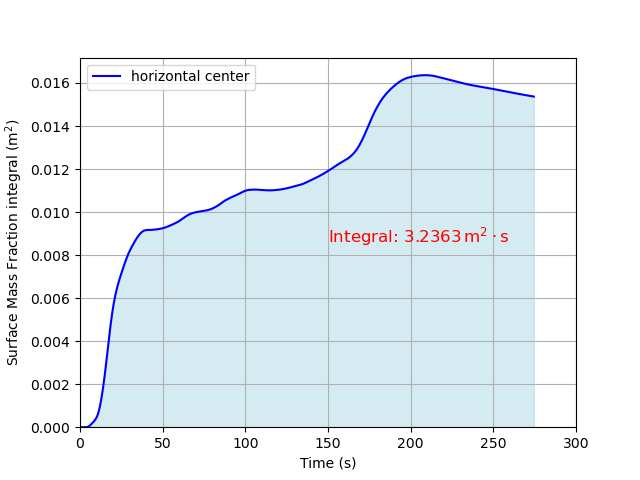 horizontal center
Surface Mass Fraction integral (m²)
0.016
0.014
0.012
0.010
0.008
0.006
0.004
0.002
0.000
Integral: 3.2363 m² · s
0 50 100 150 200 250 300
Time (s)